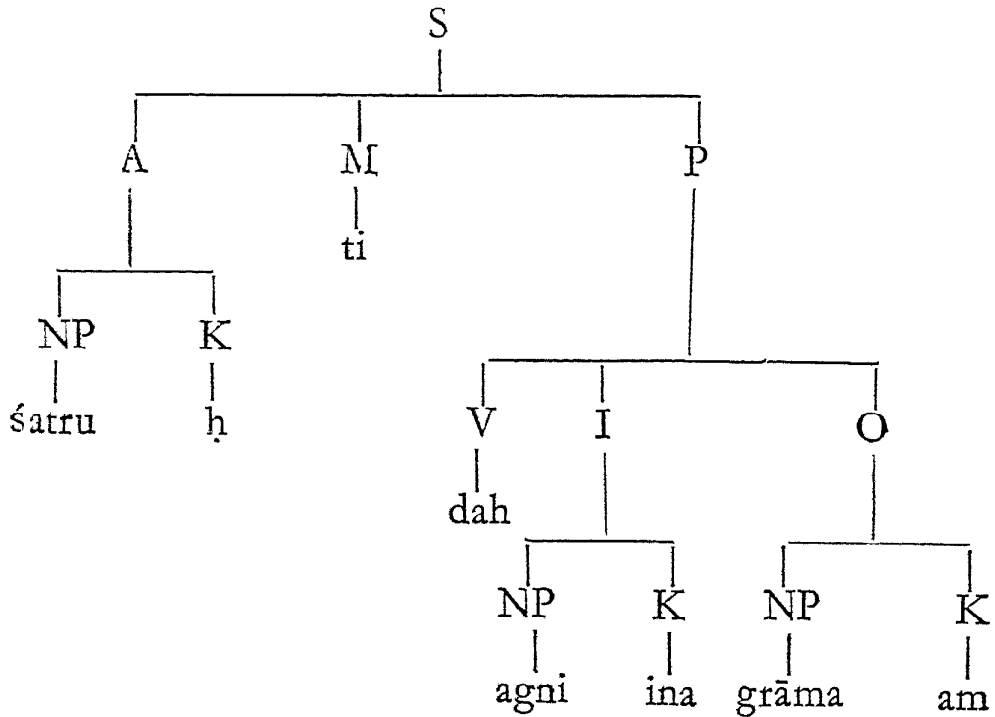 S
A M P
ti
NP K
śatru ḥ
V I O
dah
NP K NP K
agni ina grāma am